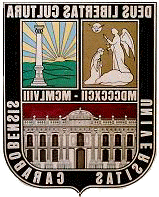 DEUS LIBERTAS CULTURA
MDCCCXCII - MCMLVIII
UNIVERSITAS
CARABOBENSIS